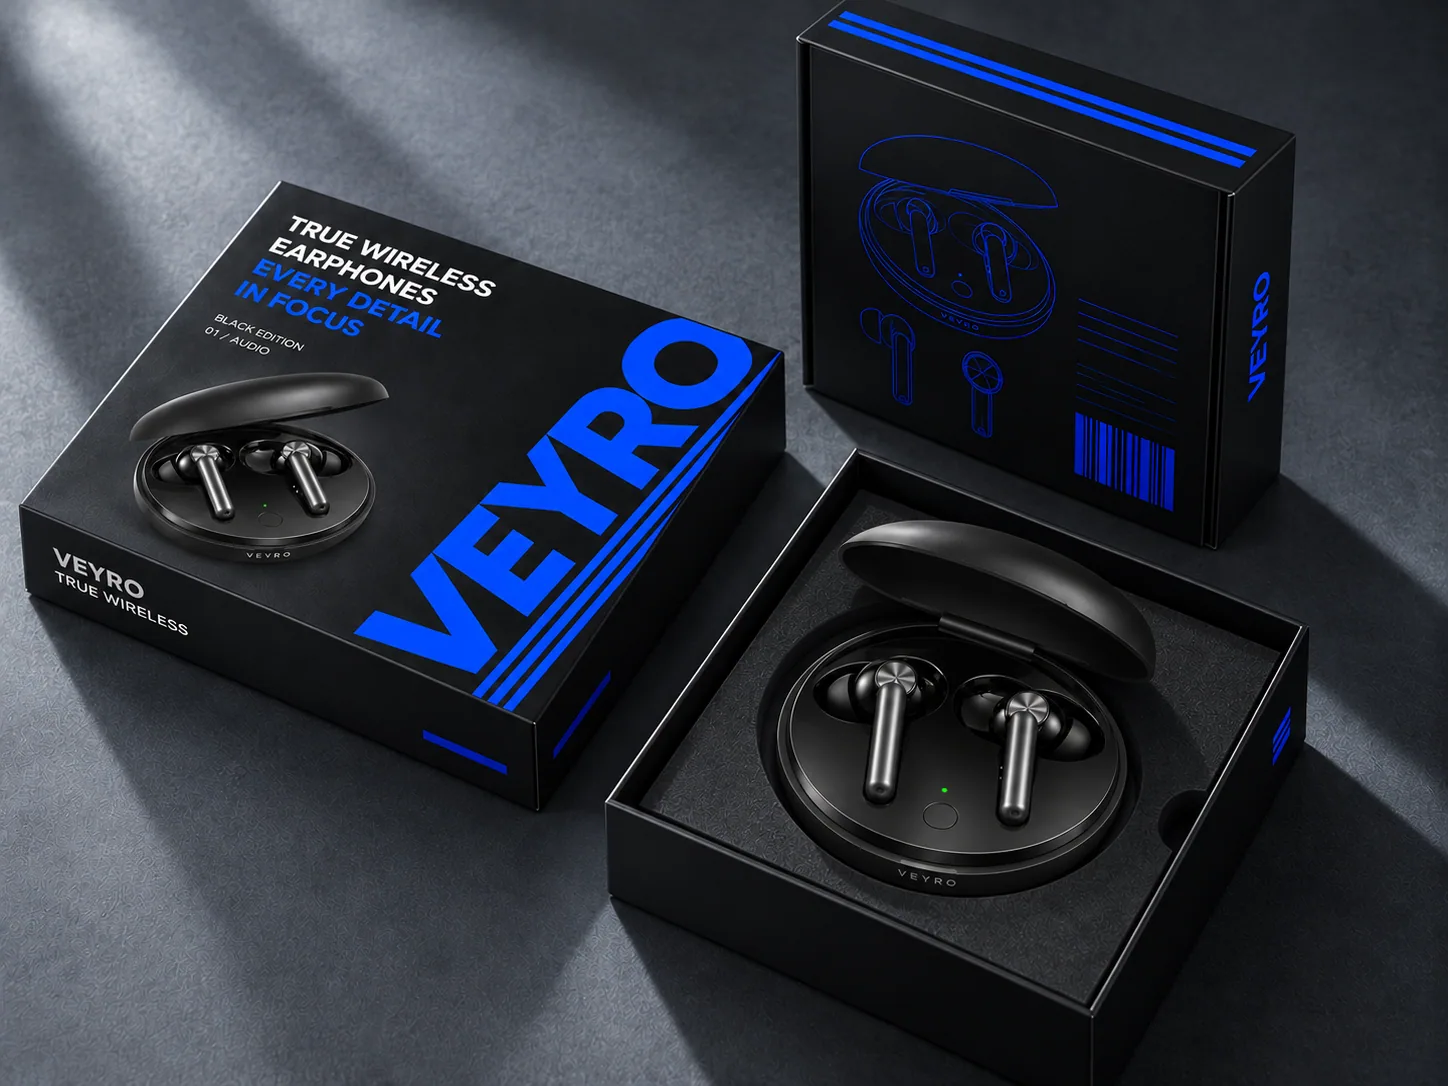 TRUE WIRELESS
EARPHONES
EVERY DETAIL
IN FOCUS
BLACK EDITION
01 / AUDIO
VEYRO
VEYRO
VEYRO
TRUE WIRELESS
VEYRO
VEYRO
VEYRO